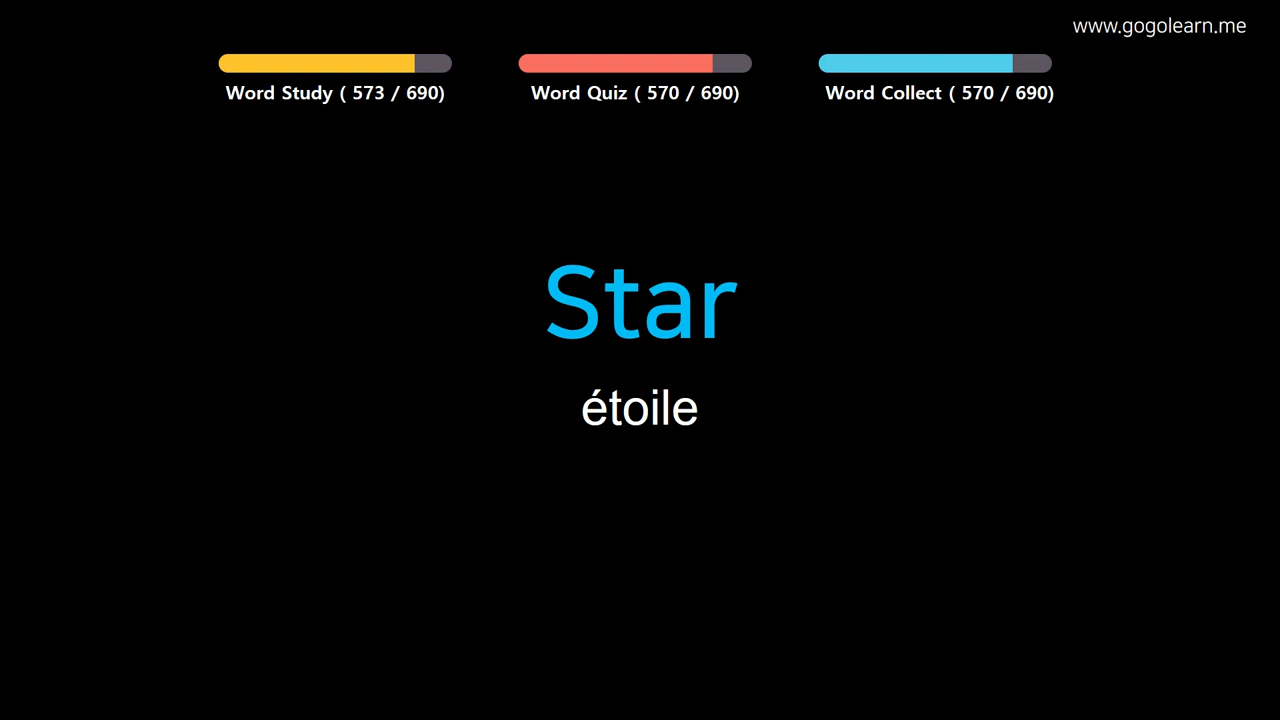 www.gogolearn.me
Word Study ( 573 / 690)
Word Quiz ( 570 / 690)
Word Collect ( 570 / 690)
Star
étoile